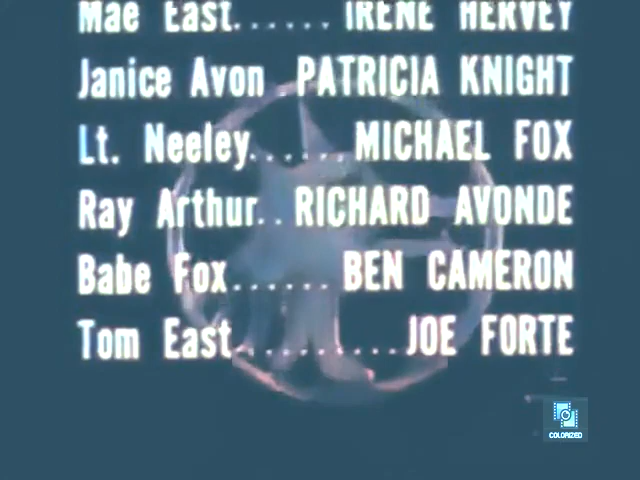 Mae East...... IRENE HERVEY
Janice Avon . PATRICIA KNIGHT
Lt. Neeley...... MICHAEL FOX
Ray Arthur.. RICHARD AVONDE
Babe Fox...... BEN CAMERON
Tom East.......... JOE FORTE
COLORIZED